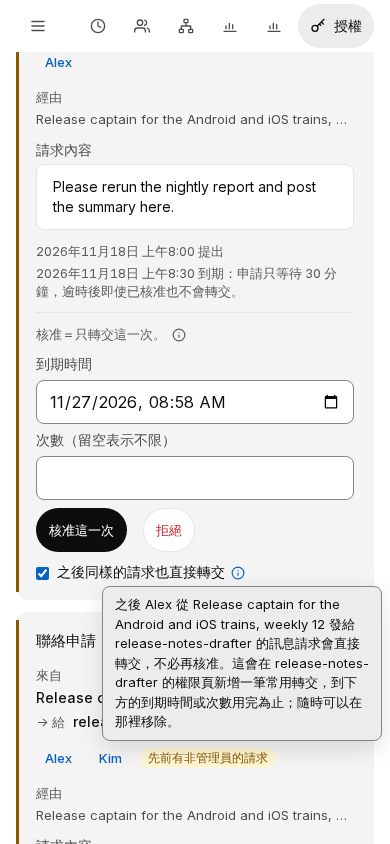 授權
Alex
經由
Release captain for the Android and iOS trains, …
請求內容
Please rerun the nightly report and post
the summary here.
2026年11月18日 上午8:00 提出
2026年11月18日 上午8:30 到期：申請只等待 30 分
鐘，逾時後即使已核准也不會轉交。
核准＝只轉交這一次。
到期時間
11/27/2026, 08:58 AM
次數（留空表示不限）
核准這一次
拒絕
之後同樣的請求也直接轉交
之後 Alex 從 Release captain for the
Android and iOS trains, weekly 12 發給
release-notes-drafter 的訊息請求會直接
轉交，不必再核准。這會在 release-notes-
drafter 的權限頁新增一筆常用轉交，到下
方的到期時間或次數用完為止；隨時可以在
那裡移除。
聯絡申請
來自
Release
→ 給
Alex
Kim
先前有非管理員的請求
經由
Release captain for the Android and iOS trains, …